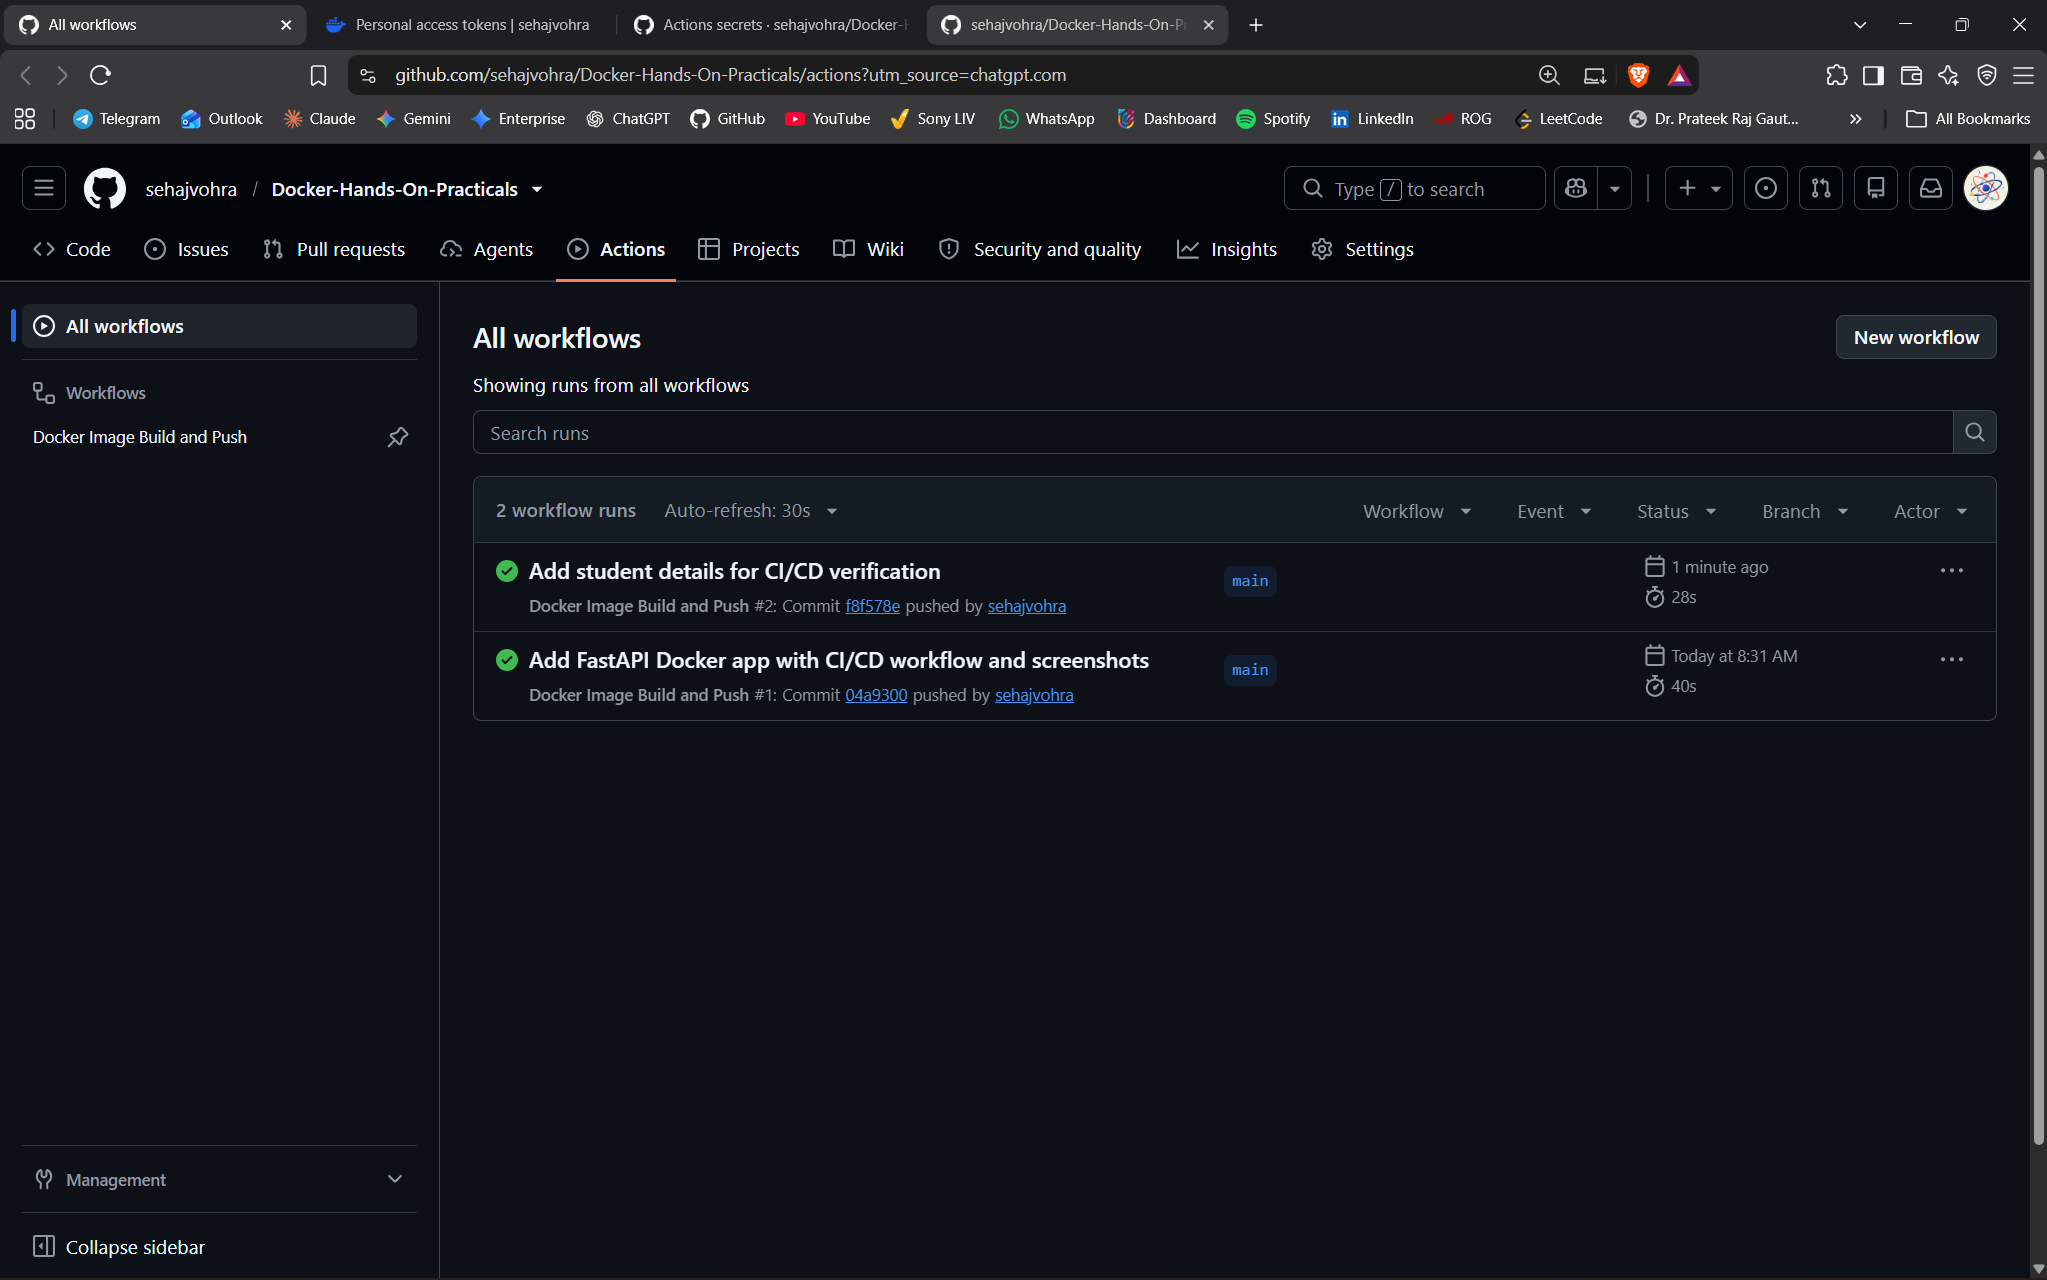 All workflows
Personal access tokens | sehajvohra
Actions secrets · sehajvohra/Docker-H
sehajvohra/Docker-Hands-On-Pr
github.com/sehajvohra/Docker-Hands-On-Practicals/actions?utm_source=chatgpt.com
Telegram
Outlook
Claude
Gemini
Enterprise
ChatGPT
GitHub
YouTube
Sony LIV
WhatsApp
Dashboard
Spotify
LinkedIn
ROG
LeetCode
Dr. Prateek Raj Gaut...
»
All Bookmarks
sehajvohra / Docker-Hands-On-Practicals
Type / to search
Code
Issues
Pull requests
Agents
Actions
Projects
Wiki
Security and quality
Insights
Settings
All workflows
Workflows
Docker Image Build and Push
Management
Collapse sidebar
All workflows
New workflow
Showing runs from all workflows
Search runs
2 workflow runs
Auto-refresh: 30s
Workflow
Event
Status
Branch
Actor
Add student details for CI/CD verification
Docker Image Build and Push #2: Commit f8f578e pushed by sehajvohra
main
1 minute ago
28s
Add FastAPI Docker app with CI/CD workflow and screenshots
Docker Image Build and Push #1: Commit 04a9300 pushed by sehajvohra
main
Today at 8:31 AM
40s